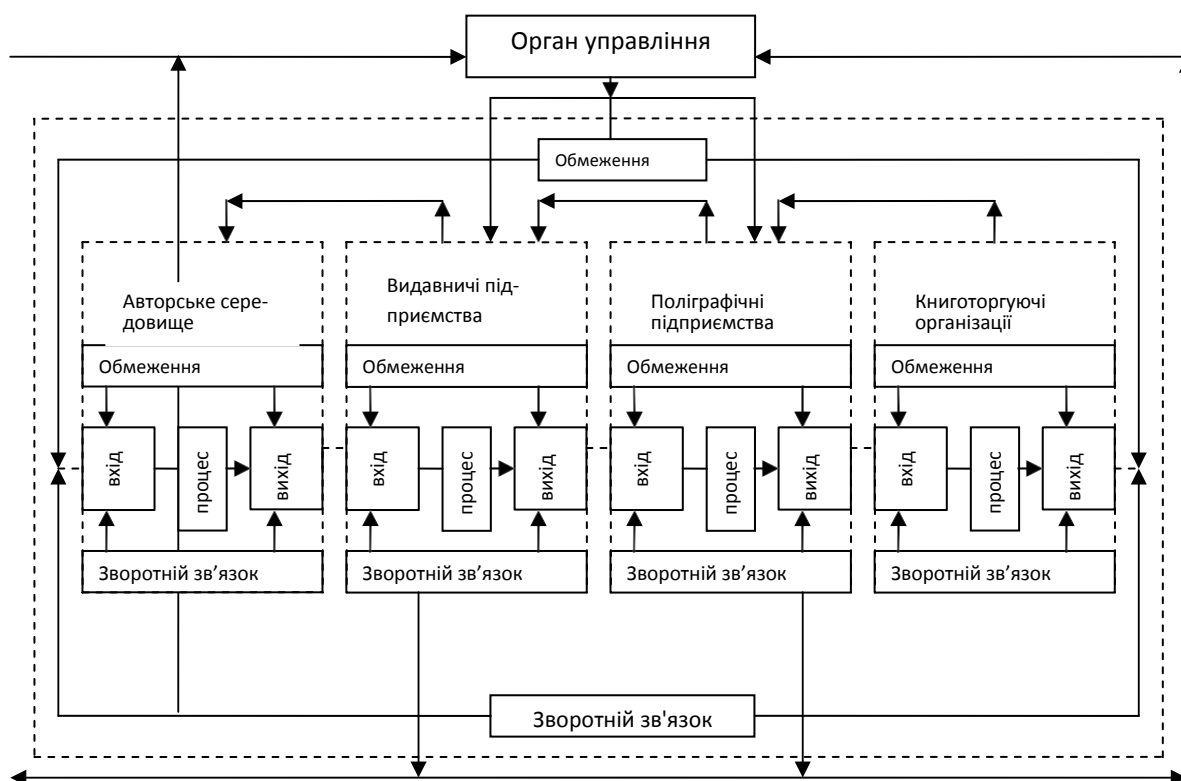 Орган управління
Обмеження
Авторське сере-
довище
Видавничі під-
приємства
Поліграфічні
підприємства
Книготоргуючі
організації
Обмеження
Обмеження
Обмеження
Обмеження
вхід
процес
вихід
вхід
процес
вихід
вхід
процес
вихід
вхід
процес
вихід
Зворотній зв’язок
Зворотній зв’язок
Зворотній зв’язок
Зворотній зв’язок
Зворотній зв'язок